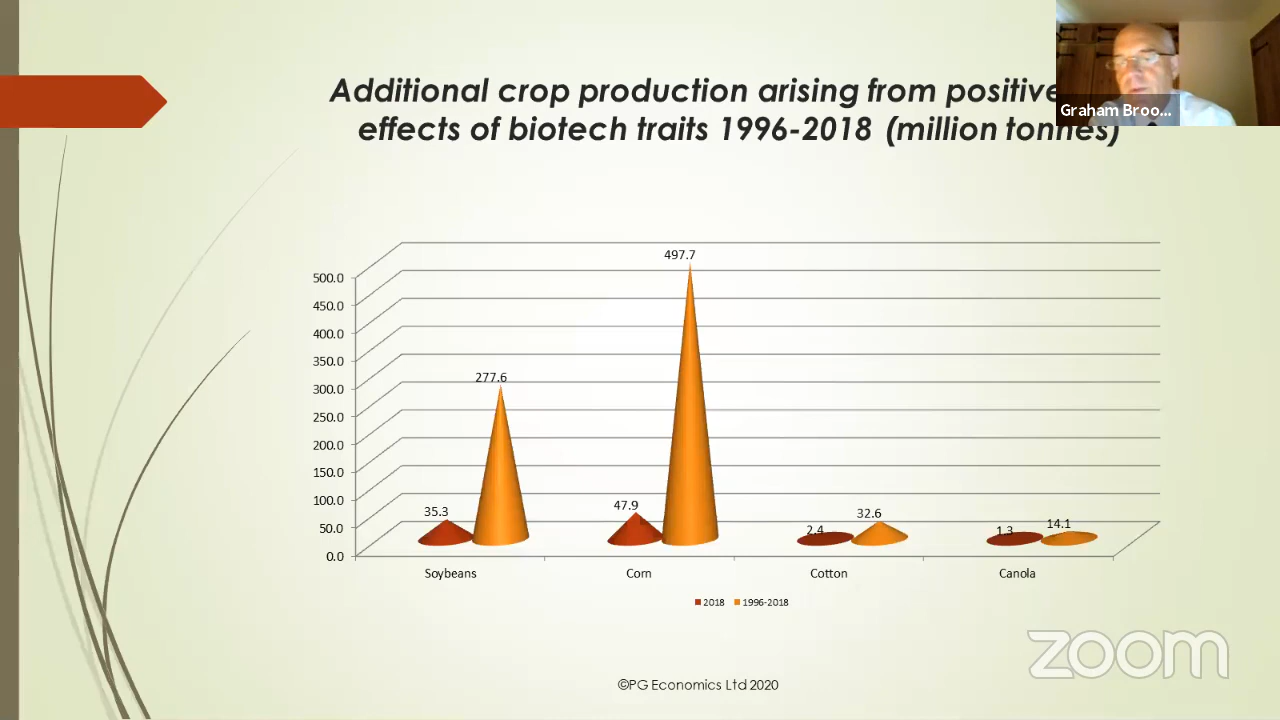 Additional crop production arising from positive
effects of biotech traits 1996-2018 (million tonnes)
Graham Broo...
500.0
450.0
400.0
350.0
300.0
250.0
200.0
150.0
100.0
50.0
0.0
35.3
277.6
47.9
497.7
2.4
32.6
1.3
14.1
Soybeans
Corn
Cotton
Canola
2018
1996-2018
©PG Economics Ltd 2020
zoom